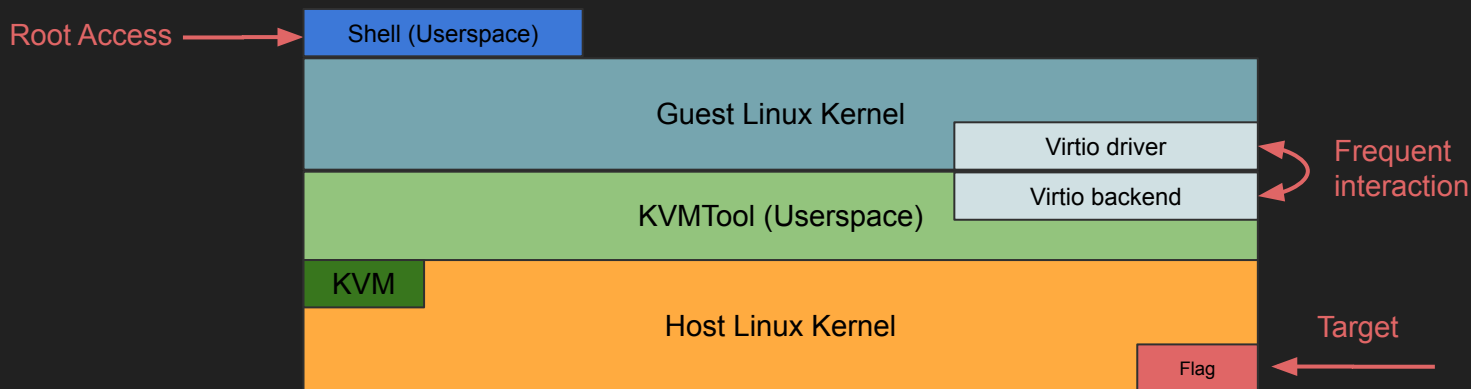 Root Access
Shell (Userspace)
Guest Linux Kernel
Virtio driver
Frequent
interaction
Virtio backend
KVMTool (Userspace)
KVM
Host Linux Kernel
Target
Flag